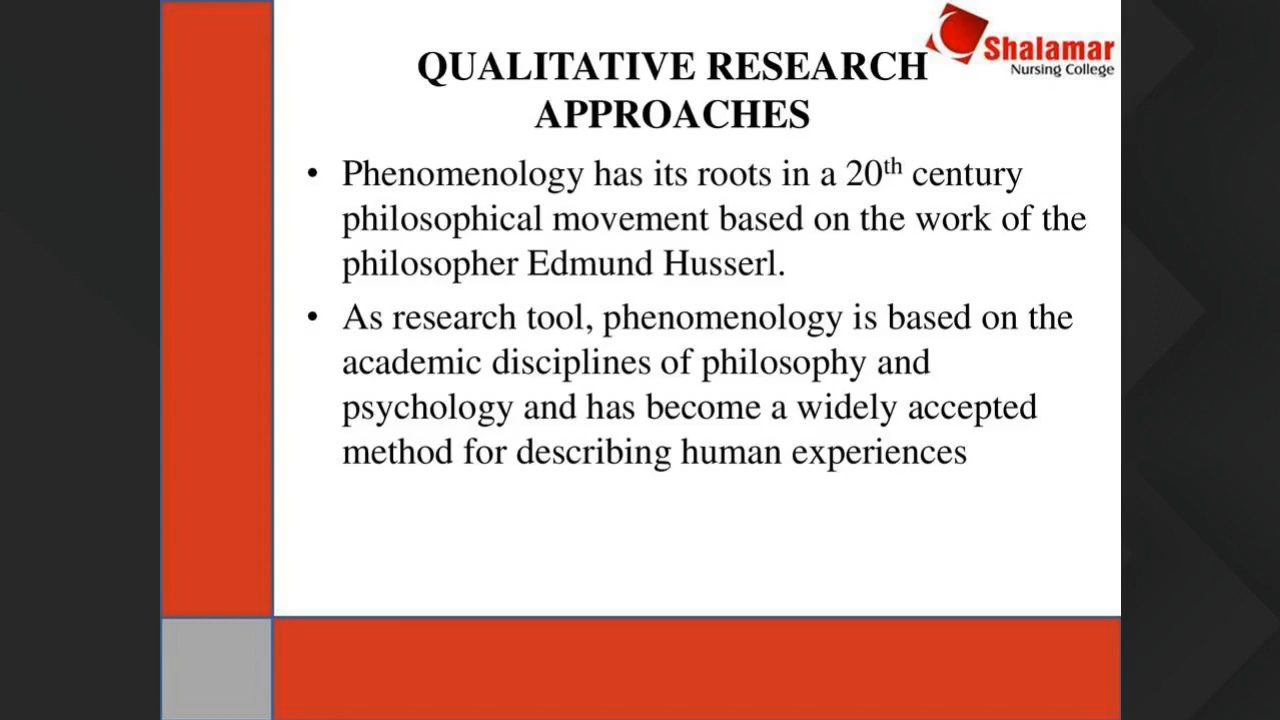 Shalamar
Nursing College
QUALITATIVE RESEARCH
APPROACHES
• Phenomenology has its roots in a 20th century
philosophical movement based on the work of the
philosopher Edmund Husserl.
• As research tool, phenomenology is based on the
academic disciplines of philosophy and
psychology and has become a widely accepted
method for describing human experiences